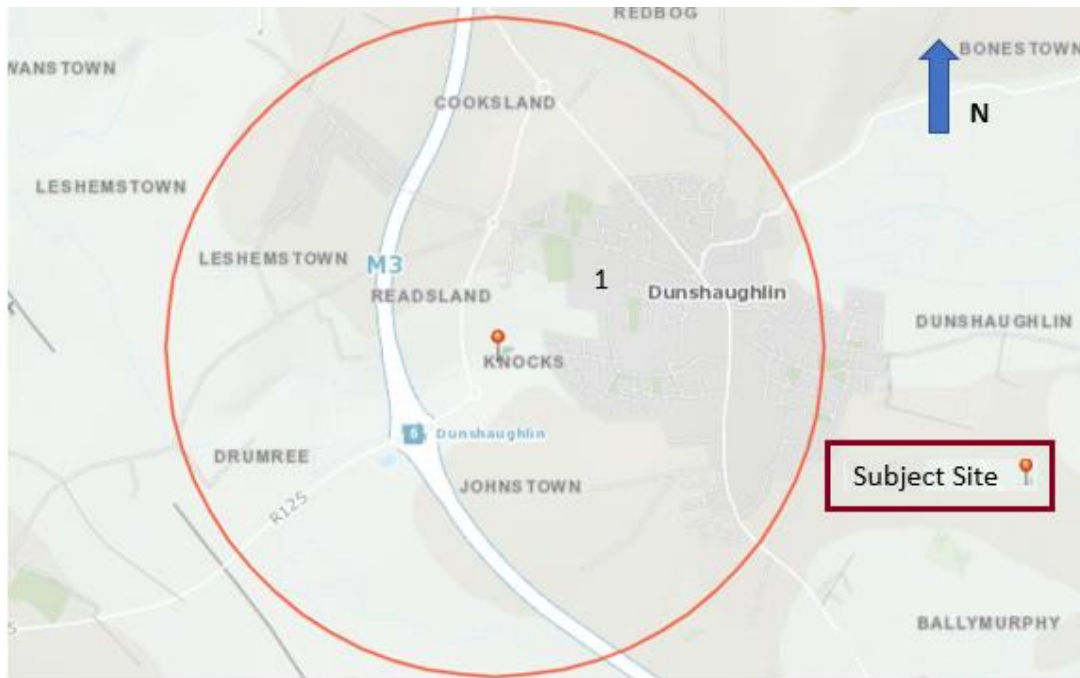 REDBOG
WANSTOWN
BONESTOWN
N
COOKSLAND
LESHEMSTOWN
LESHEMSTOWN
M3
READSLAND
1
Dunshaughlin
DUNSHAUGHLIN
KNOCKS
6
Dunshaughlin
DRUMREE
JOHNSTOWN
Subject Site
R125
BALLYMURPHY